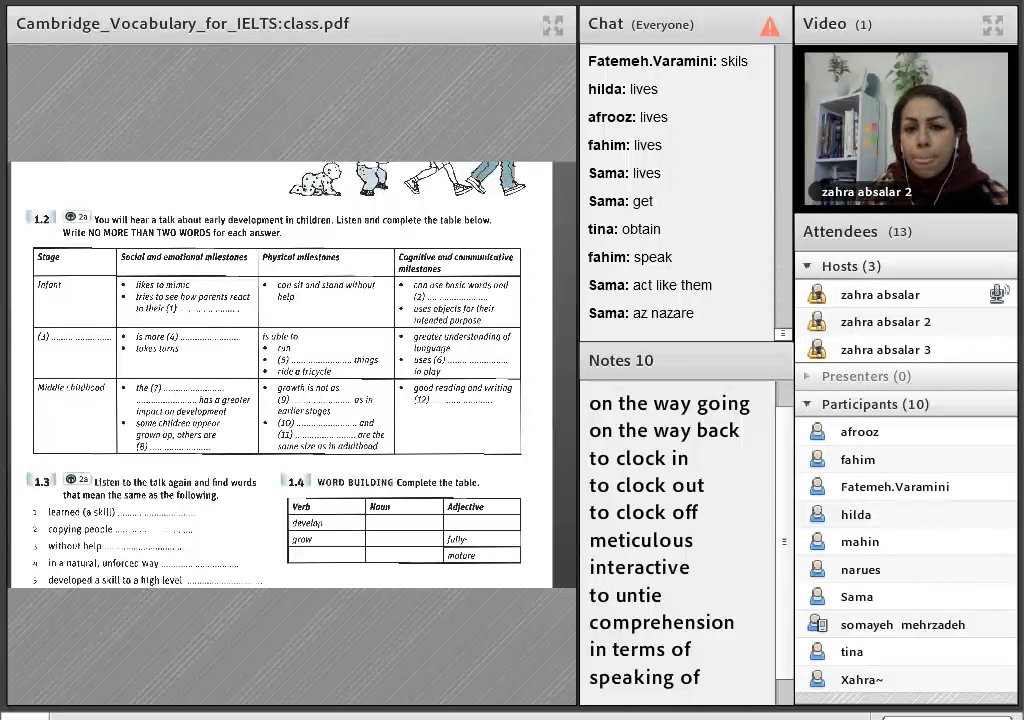 Cambridge_Vocabulary_for_IELTS:class.pdf
1.2 2a You will hear a talk about early development in children. Listen and complete the table below.
Write NO MORE THAN TWO WORDS for each answer.
Stage Social and emotional milestones Physical milestones Cognitive and communicative milestones
Infant
• likes to mimic
• tries to see how parents react
to their (1) ......................
• can sit and stand without
help
• can use basic words and
(2) ......................
• uses objects for their
intended purpose
(3) ......................
• is more (4) ......................
• takes turns
is able to
• run
• (5) ...................... things
• ride a tricycle
• greater understanding of
language
• uses (6) ......................
in play
Middle childhood
• the (7) ......................
...................... has a greater
impact on development
• some children appear
grown up, others are
(8) ......................
• growth is not as
(9) ...................... as in
earlier stages
• (10) ...................... and
(11) ...................... are the
same size as in adulthood
• good reading and writing
(12) ......................
1.3 2a Listen to the talk again and find words
that mean the same as the following.
1 learned (a skill) ......................
2 copying people ......................
3 without help ......................
4 in a natural, unforced way ......................
5 developed a skill to a high level ......................
1.4 WORD BUILDING Complete the table.
Verb Noun Adjective
develop
grow fully-
mature
Chat (Everyone)
Fatemeh.Varamini: skils
hilda: lives
afrooz: lives
fahim: lives
Sama: lives
Sama: get
tina: obtain
fahim: speak
Sama: act like them
Sama: az nazare
Notes 10
on the way going
on the way back
to clock in
to clock out
to clock off
meticulous
interactive
to untie
comprehension
in terms of
speaking of
Video (1)
zahra absalar 2
Attendees (13)
Hosts (3)
zahra absalar
zahra absalar 2
zahra absalar 3
Presenters (0)
Participants (10)
afrooz
fahim
Fatemeh.Varamini
hilda
mahin
narues
Sama
somayeh mehrzadeh
tina
Xahra~